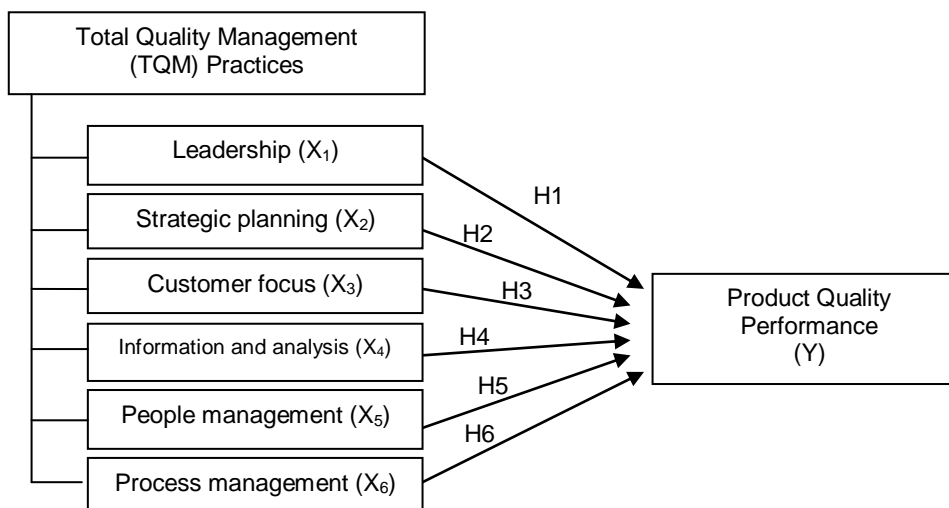 Total Quality Management
(TQM) Practices
Leadership (X₁)
H1
Strategic planning (X₂)
H2
Customer focus (X₃)
H3
Product Quality
Performance
(Y)
Information and analysis (X₄)
H4
People management (X₅)
H5
H6
Process management (X₆)